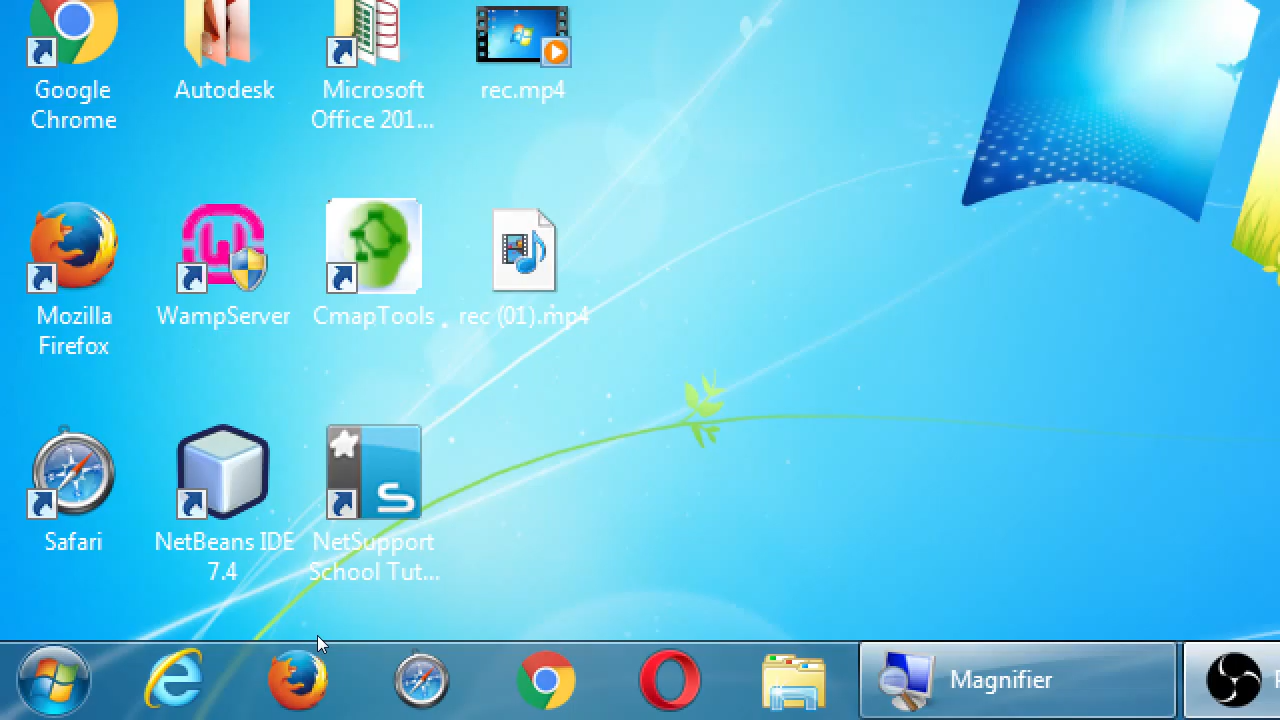 Google
Chrome
Autodesk
Microsoft
Office 201...
rec.mp4
Mozilla
Firefox
WampServer
CmapTools
rec (01).mp4
Safari
NetBeans IDE
7.4
NetSupport
School Tut...
Magnifier